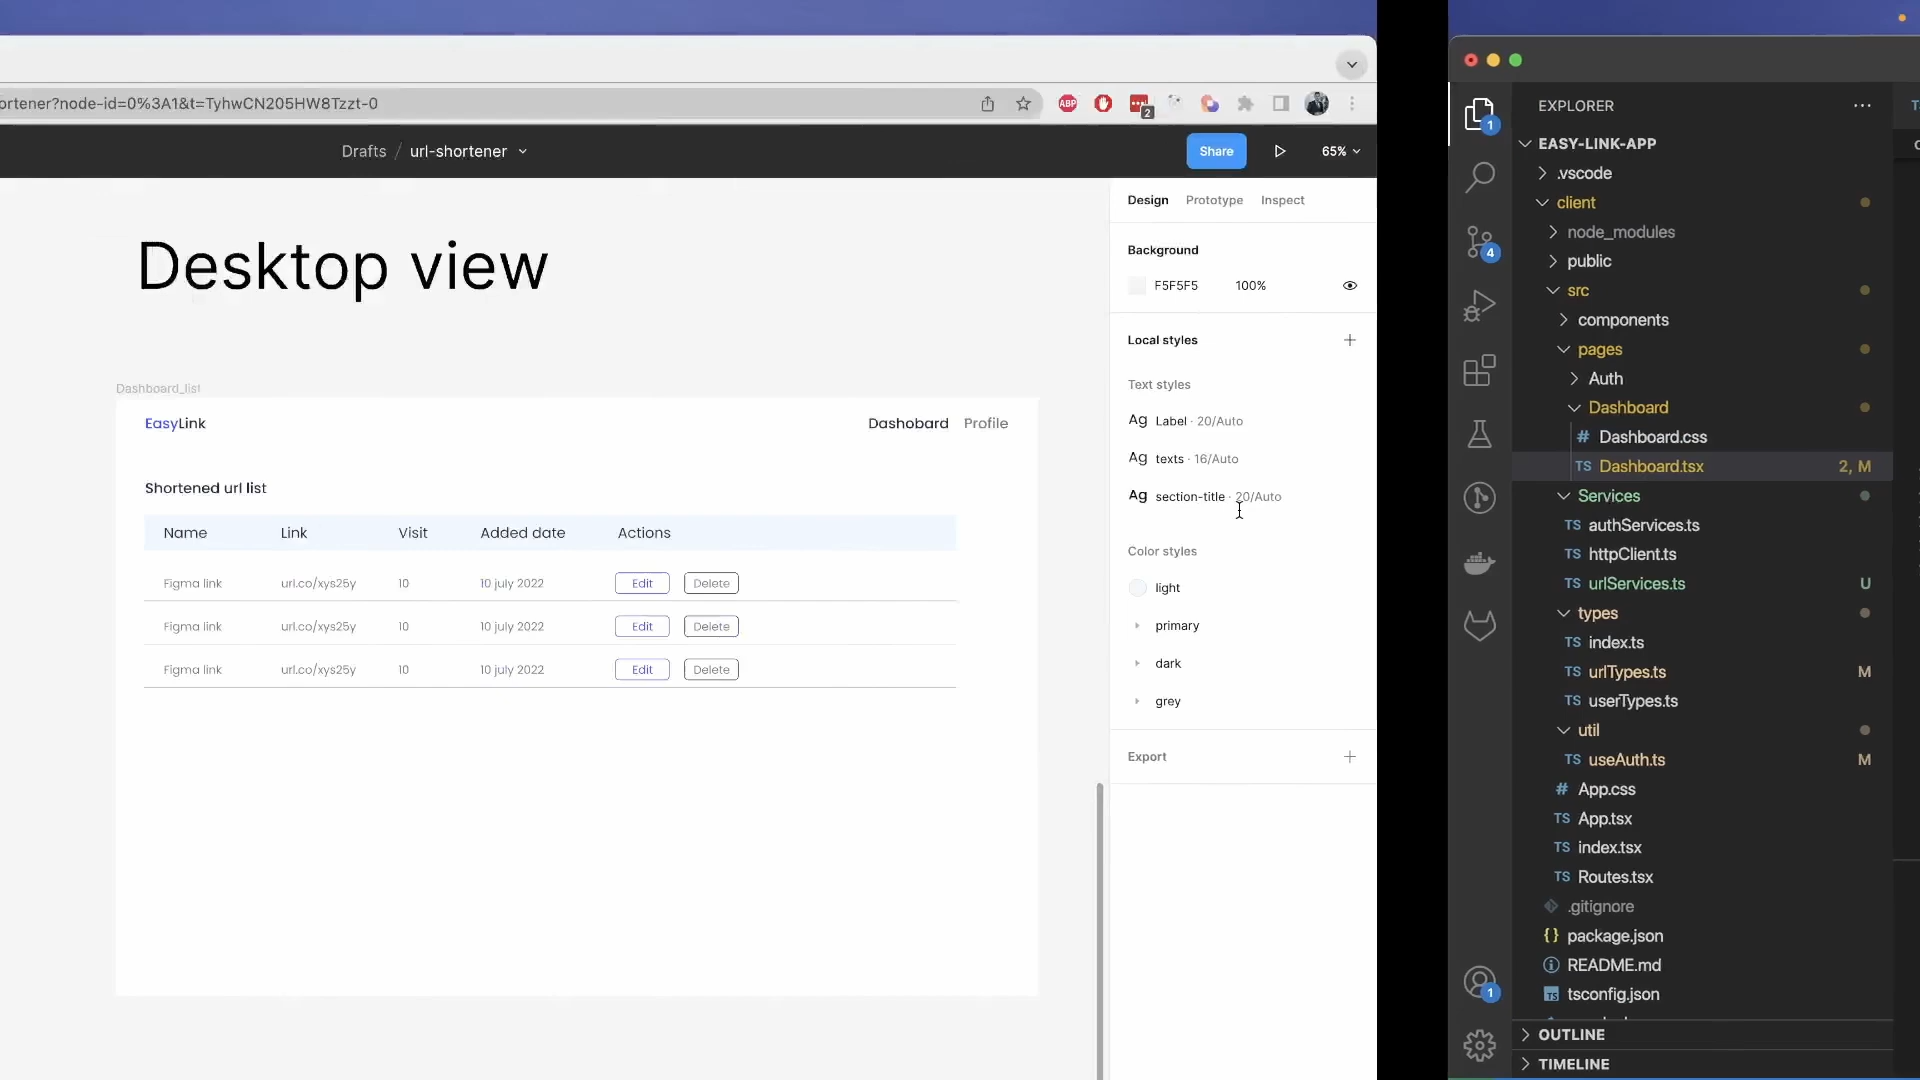 ortener?node-id=0%3A1&t=TyhwCN205HW8Tzzt-0
ABP
2
Drafts / url-shortener
Share
65%
Desktop view
Dashboard_list
EasyLink
Dashobard Profile
Shortened url list
Name Link Visit Added date Actions
Figma link url.co/xys25y 10 10 july 2022 Edit Delete
Figma link url.co/xys25y 10 10 july 2022 Edit Delete
Figma link url.co/xys25y 10 10 july 2022 Edit Delete
Design Prototype Inspect
Background
F5F5F5 100%
Local styles
Text styles
Ag Label · 20/Auto
Ag texts · 16/Auto
Ag section-title · 20/Auto
Color styles
light
primary
dark
grey
Export
1
4
1
EXPLORER
EASY-LINK-APP
.vscode
client
node_modules
public
src
components
pages
Auth
Dashboard
# Dashboard.css
TS Dashboard.tsx 2, M
Services
TS authServices.ts
TS httpClient.ts
TS urlServices.ts U
types
TS index.ts
TS urlTypes.ts M
TS userTypes.ts
util
TS useAuth.ts M
# App.css
TS App.tsx
TS index.tsx
TS Routes.tsx
.gitignore
{} package.json
README.md
TS tsconfig.json
OUTLINE
TIMELINE